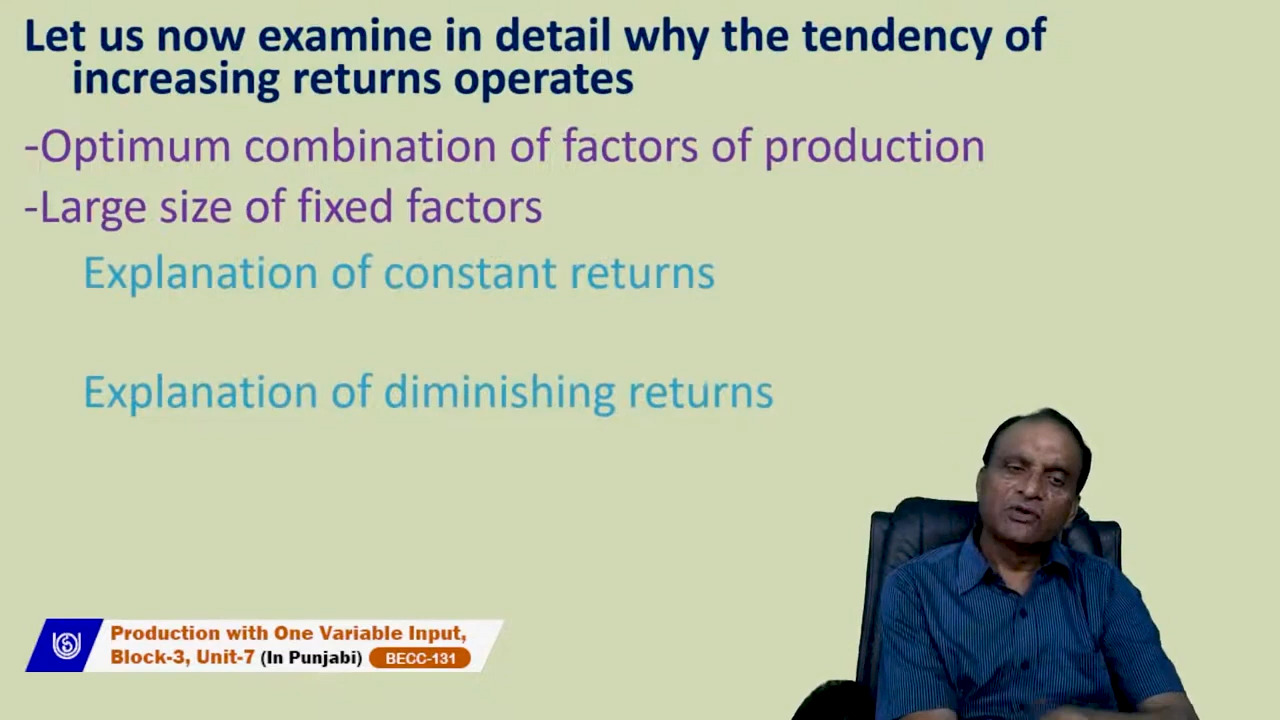 Let us now examine in detail why the tendency of
increasing returns operates
-Optimum combination of factors of production
-Large size of fixed factors
Explanation of constant returns
Explanation of diminishing returns
Production with One Variable Input,
Block-3, Unit-7 (In Punjabi) BECC-131